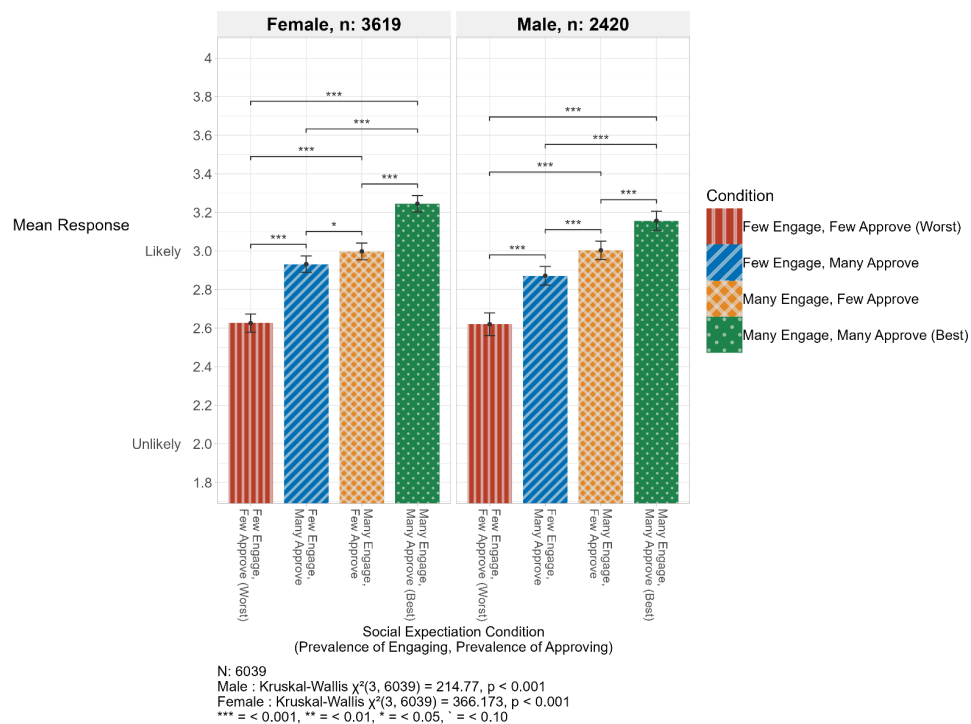 Female, n: 3619
Male, n: 2420
Mean Response
4
3.8
3.6
3.4
3.2
Likely 3.0
2.8
2.6
2.4
2.2
Unlikely 2.0
1.8
***
***
***
***
***
*
***
***
***
***
***
***
Condition
Few Engage, Few Approve (Worst)
Few Engage, Many Approve
Many Engage, Few Approve
Many Engage, Many Approve (Best)
Few Engage,
Few Approve (Worst)
Few Engage,
Many Approve
Many Engage,
Few Approve
Many Engage,
Many Approve (Best)
Few Engage,
Few Approve (Worst)
Few Engage,
Many Approve
Many Engage,
Few Approve
Many Engage,
Many Approve (Best)
Social Expectiation Condition
(Prevalence of Engaging, Prevalence of Approving)
N: 6039
Male : Kruskal-Wallis χ²(3, 6039) = 214.77, p < 0.001
Female : Kruskal-Wallis χ²(3, 6039) = 366.173, p < 0.001
*** = < 0.001, ** = < 0.01, * = < 0.05, ` = < 0.10